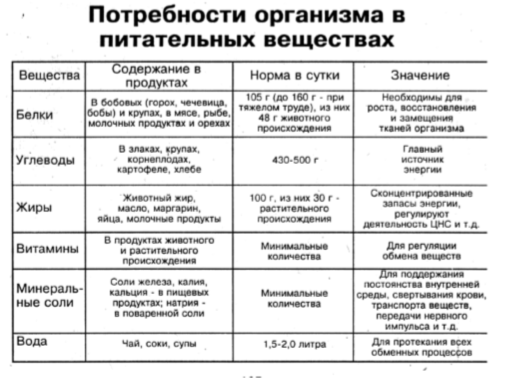 Потребности организма в
питательных веществах
Вещества
Содержание в
продуктах
Норма в сутки
Значение
Белки
В бобовых (горох, чечевица,
бобы) и крупах, в мясе, рыбе,
молочных продуктах и орехах
105 г (до 160 г - при
тяжелом труде), из них
48 г животного
происхождения
Необходимы для
роста, восстановления
и замещения
тканей организма
Углеводы
В злаках, крупах,
корнеплодах,
картофеле, хлебе
430-500 г
Главный
источник
энергии
Жиры
Животный жир,
масло, маргарин,
яйца, молочные продукты
100 г, из них 30 г -
растительного
происхождения
Сконцентрированные
запасы энергии,
регулируют
деятельность ЦНС и т.д.
Витамины
В продуктах животного
и растительного
происхождения
Минимальные
количества
Для регуляции
обмена веществ
Минераль-
ные соли
Соли железа, калия,
кальция - в пищевых
продуктах; натрия -
в поваренной соли
Минимальные
количества
Для поддержания
постоянства внутренней
среды, свертывания крови,
транспорта веществ,
передачи нервного
импульса и т.д.
Вода
Чай, соки, супы
1,5-2,0 литра
Для протекания всех
обменных процессов